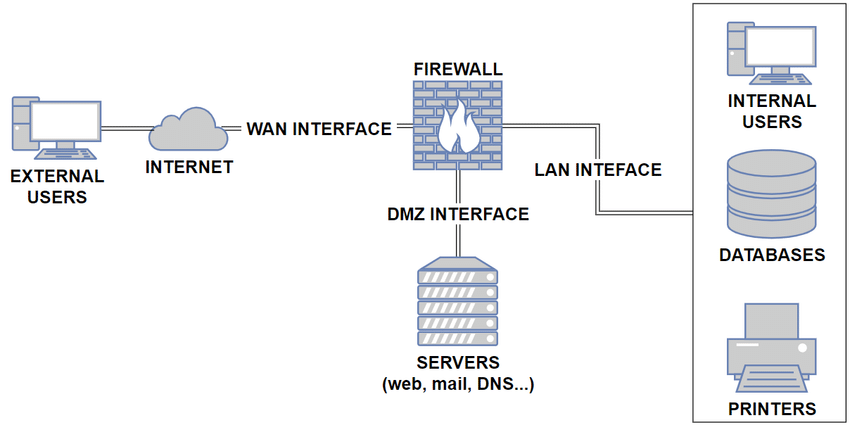 FIREWALL
EXTERNAL
USERS
INTERNET
WAN INTERFACE
LAN INTEFACE
DMZ INTERFACE
SERVERS
(web, mail, DNS...)
INTERNAL
USERS
DATABASES
PRINTERS